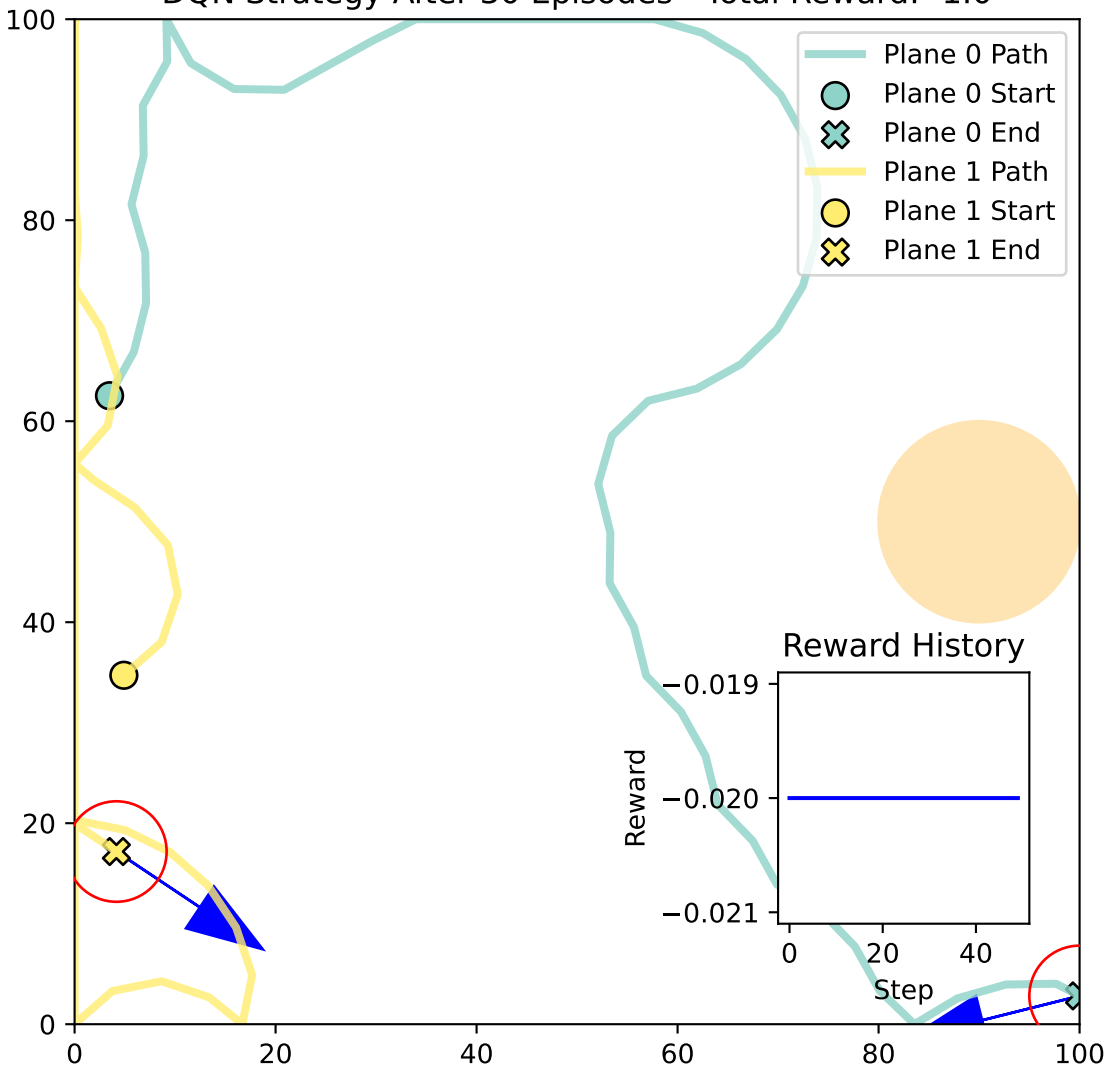 100
80
60
40
20
0
0
20
40
60
80
100
Plane 0 Path
Plane 0 Start
Plane 0 End
Plane 1 Path
Plane 1 Start
Plane 1 End
Reward History
Reward
−0.019
−0.020
−0.021
0
20
40
Step